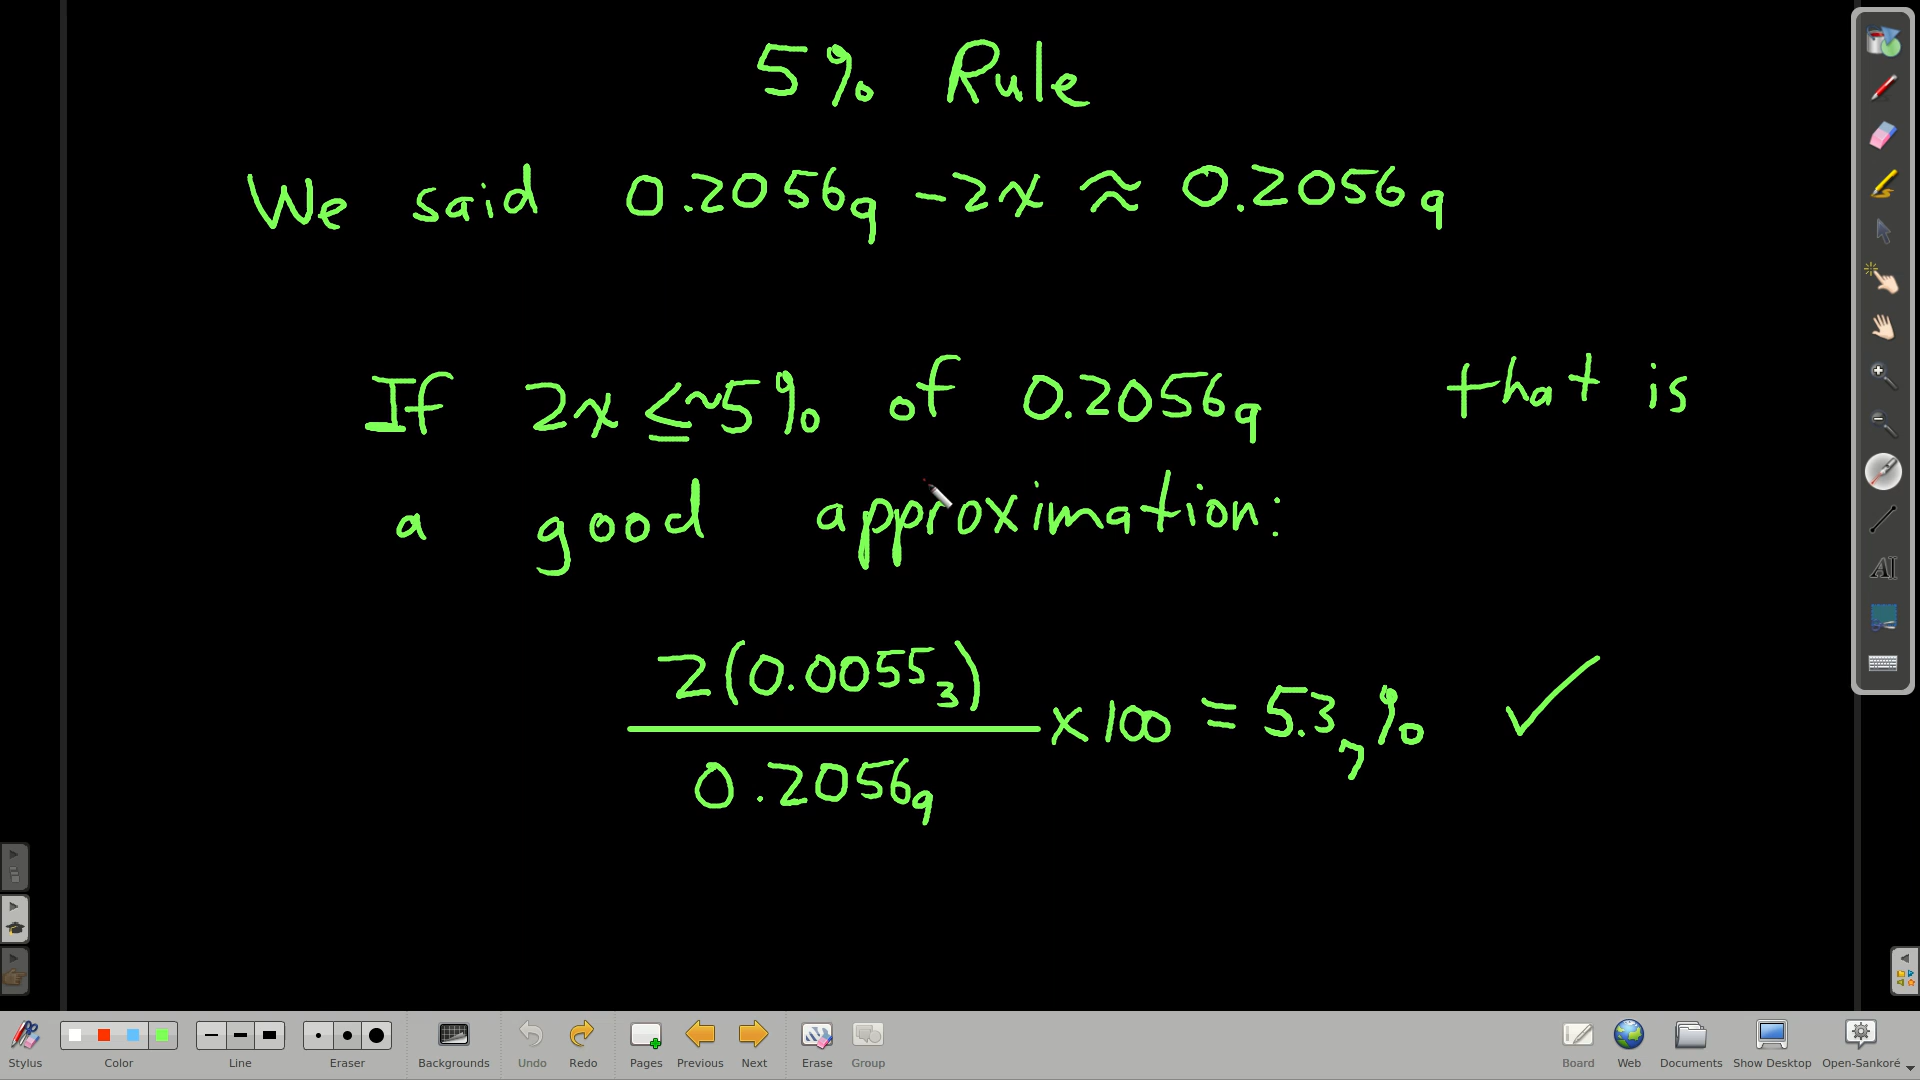 5% Rule
We said 0.2056₉ - 2x ≈ 0.2056₉
If 2x ≤ ~5% of 0.2056₉ that is
a good approximation:
2(0.0055₃)
x 100 = 5.3₇% ✓
0.2056₉
AI
Stylus Color Line Eraser Backgrounds Undo Redo Pages Previous Next Erase Group Board Web Documents Show Desktop Open-Sankoré